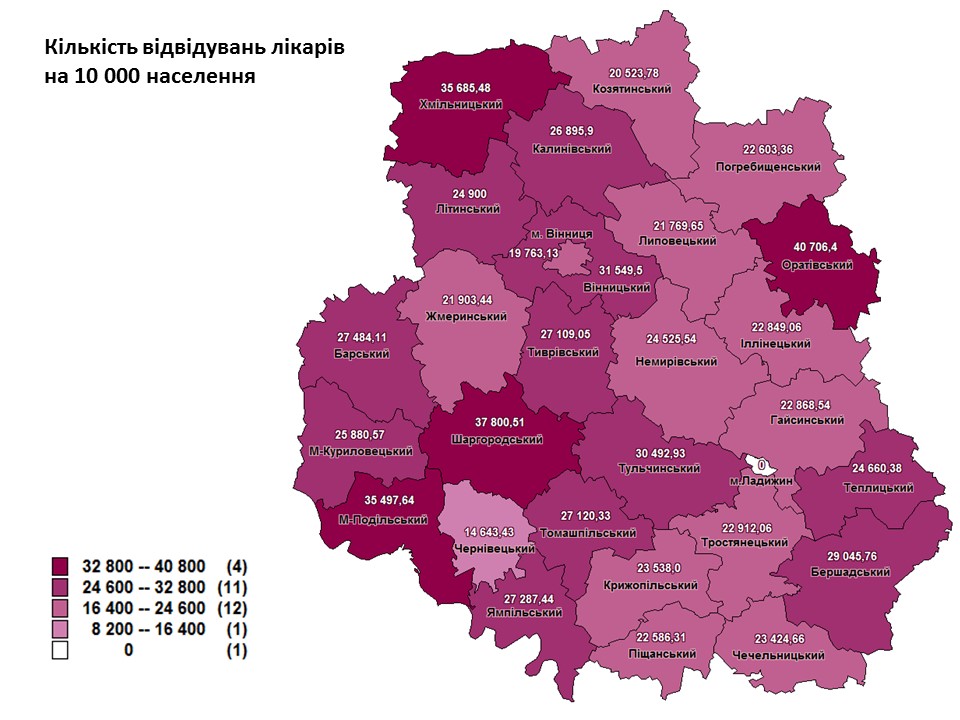 Кількість відвідувань лікарів
на 10 000 населення
35 685,48
Хмільницький
20 523,78
Козятинський
26 895,9
Калинівський
22 603,36
Погребищенський
24 900
Літинський
м. Вінниця
19 763,13
21 769,65
Липовецький
40 706,4
Оратівський
31 549,5
Вінницький
21 903,44
Жмеринський
27 484,11
Барський
27 109,05
Тиврівський
24 525,54
Немирівський
22 849,06
Іллінецький
37 800,51
Шаргородський
22 868,54
Гайсинський
25 880,57
М-Куриловецький
30 492,93
Тульчинський
0
м.Ладижин
24 660,38
Теплицький
35 497,64
М-Подільський
14 643,43
Чернівецький
27 120,33
Томашпільський
22 912,06
Тростянецький
29 045,76
Бершадський
23 538,0
Крижопільський
27 287,44
Ямпільський
22 586,31
Піщанський
23 424,66
Чечельницький
32 800 -- 40 800 (4)
24 600 -- 32 800 (11)
16 400 -- 24 600 (12)
8 200 -- 16 400 (1)
0 (1)